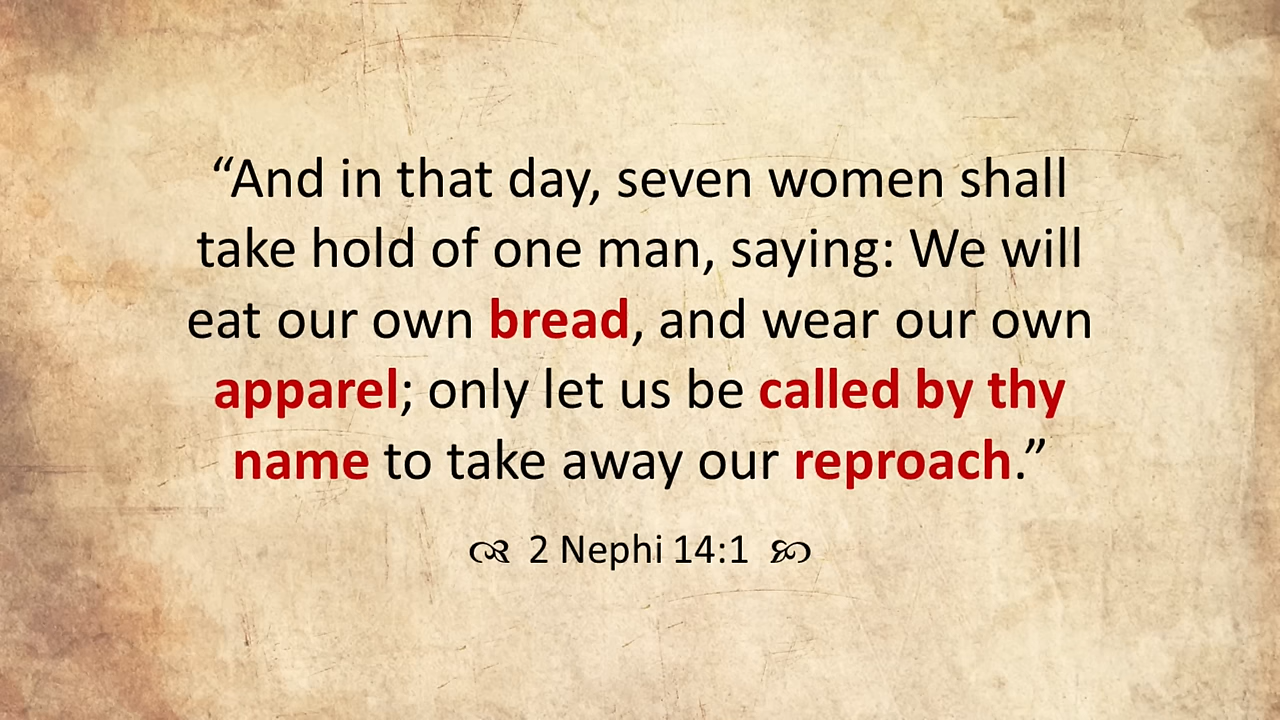 “And in that day, seven women shall
take hold of one man, saying: We will
eat our own bread, and wear our own
apparel; only let us be called by thy
name to take away our reproach.”
2 Nephi 14:1